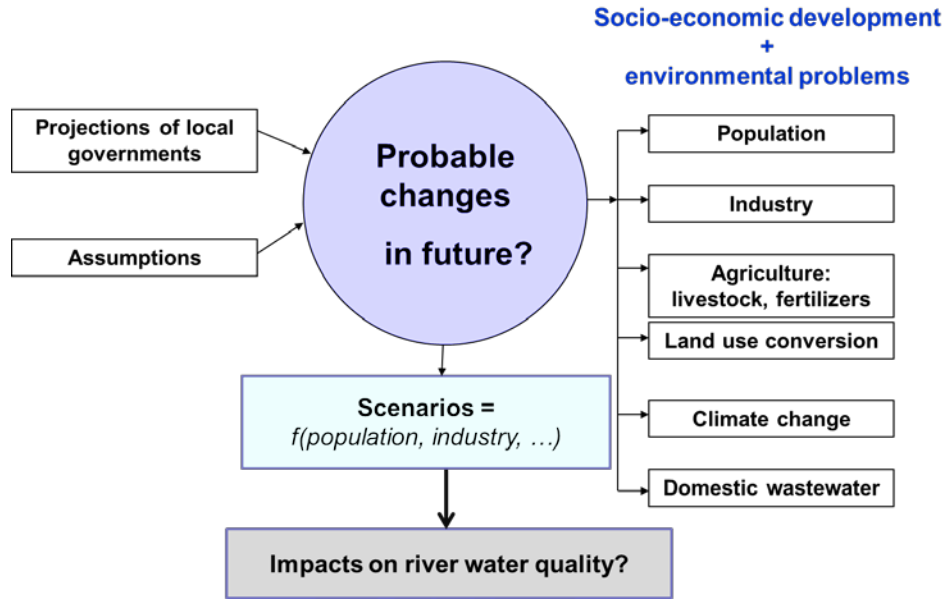 Socio-economic development
+
environmental problems
Projections of local
governments
Assumptions
Probable
changes
in future?
Population
Industry
Agriculture:
livestock, fertilizers
Land use conversion
Climate change
Domestic wastewater
Scenarios =
f(population, industry, …)
Impacts on river water quality?